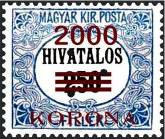 MAGYAR KIR. POSTA
2000
HIVATALOS
250
KORONA